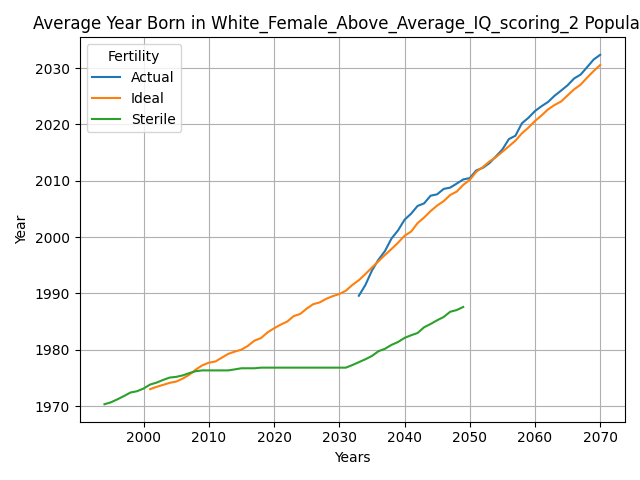 Average Year Born in White_Female_Above_Average_IQ_scoring_2 Popula
Fertility
Actual
Ideal
Sterile
Year
2030
2020
2010
2000
1990
1980
1970
2000 2010 2020 2030 2040 2050 2060 2070
Years